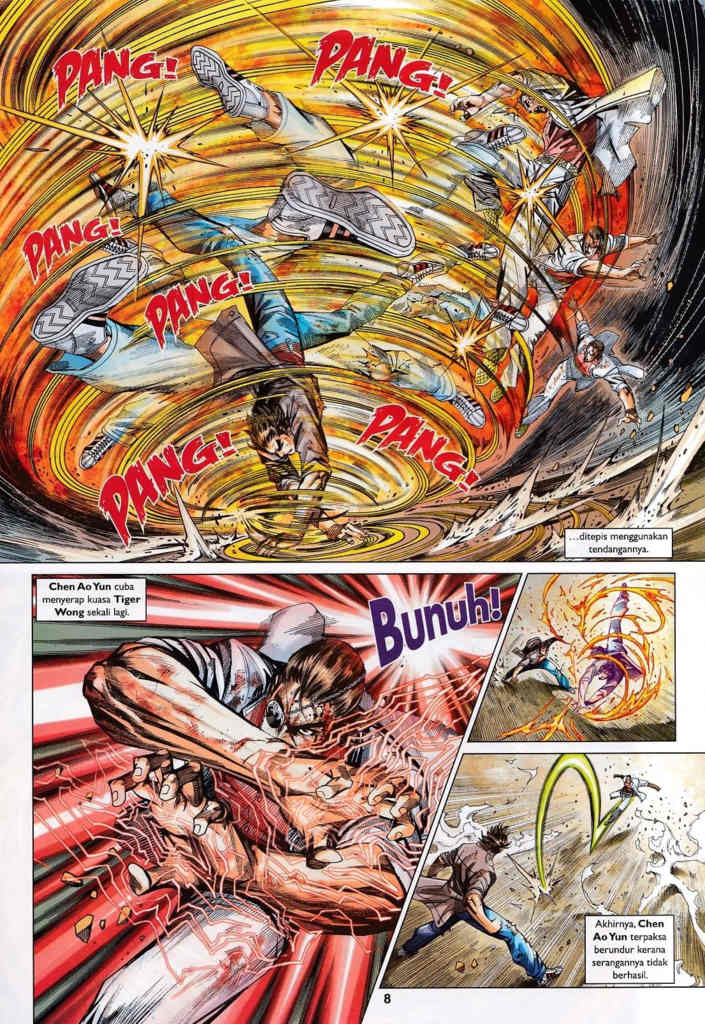 PANG!
PANG!
PANG!
PANG!
PANG!
PANG!
...ditepis menggunakan
tendangannya.
Chen Ao Yun cuba
menyerap kuasa Tiger
Wong sekali lagi.
Bunuh!
Akhirnya, Chen
Ao Yun terpaksa
berundur kerana
serangannya tidak
berhasil.
8